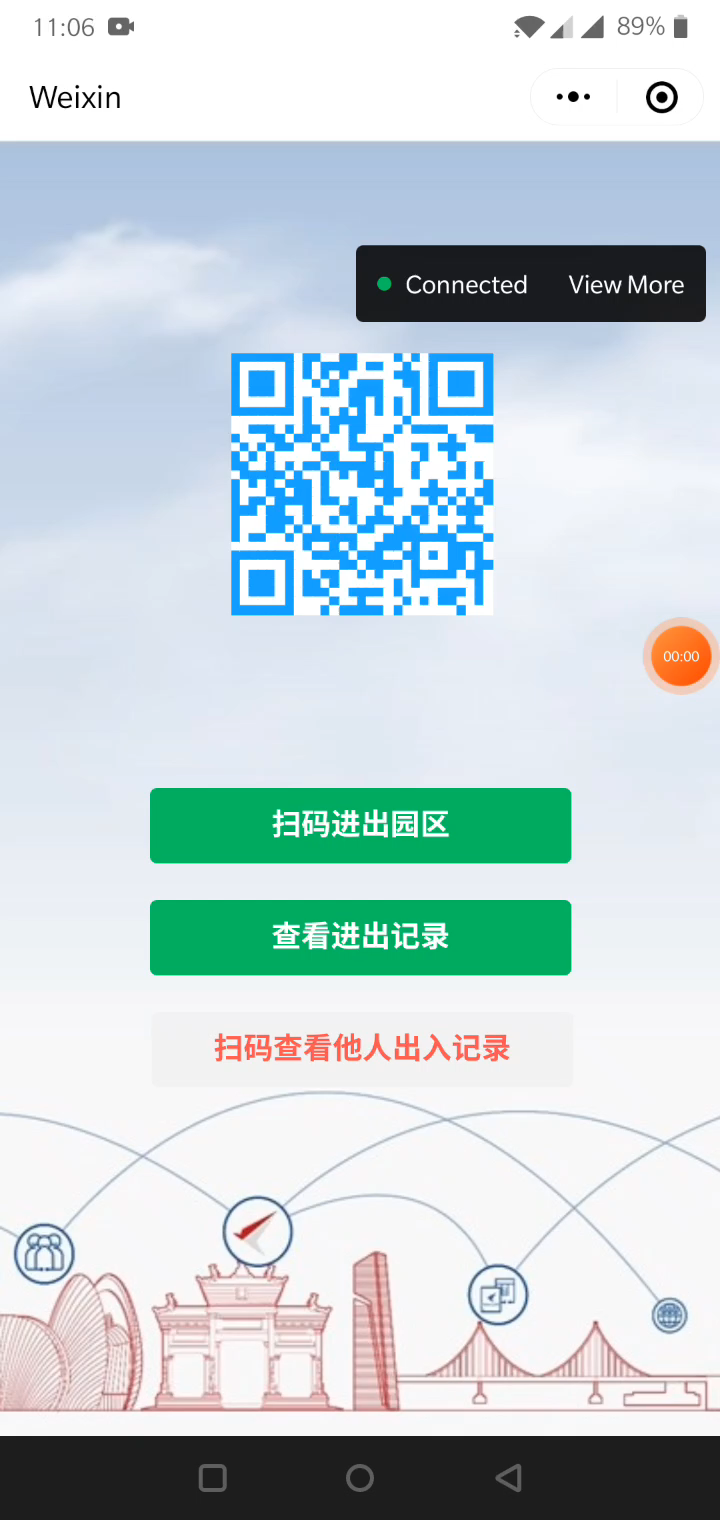 11:06
89%
Weixin
Connected View More
00:00
扫码进出园区
查看进出记录
扫码查看他人出入记录